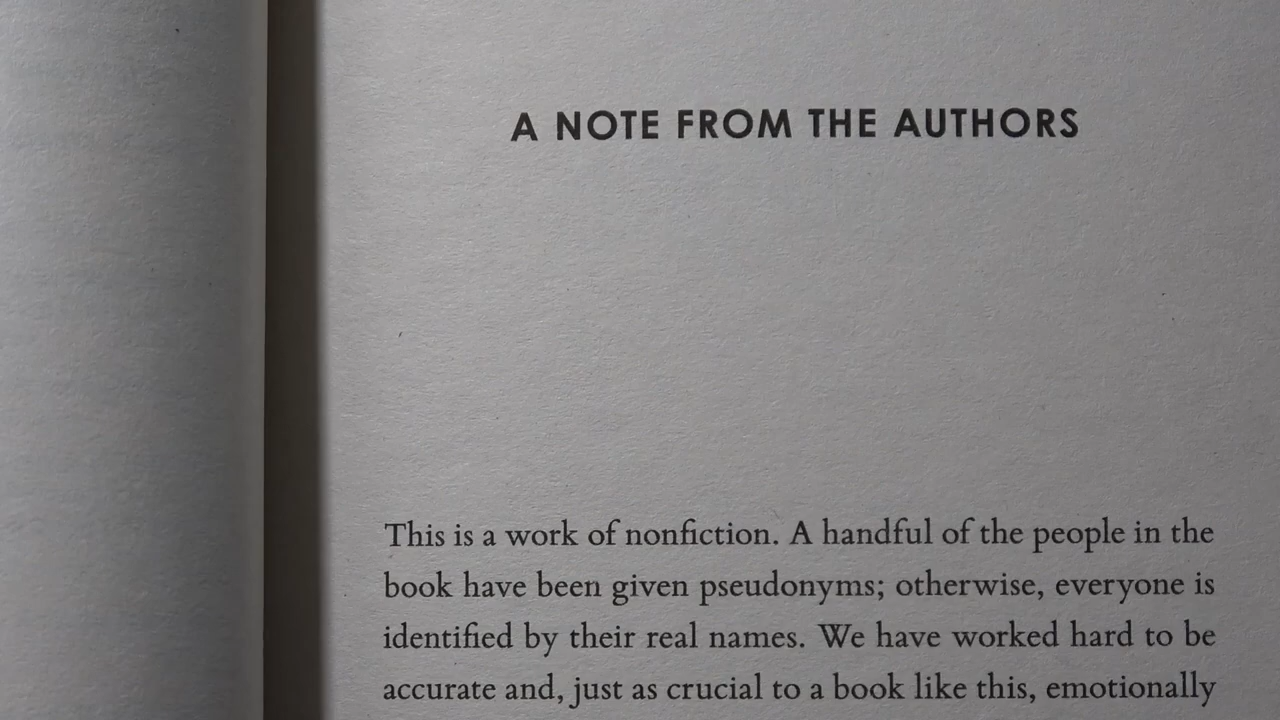 A NOTE FROM THE AUTHORS
This is a work of nonfiction. A handful of the people in the
book have been given pseudonyms; otherwise, everyone is
identified by their real names. We have worked hard to be
accurate and, just as crucial to a book like this, emotionally